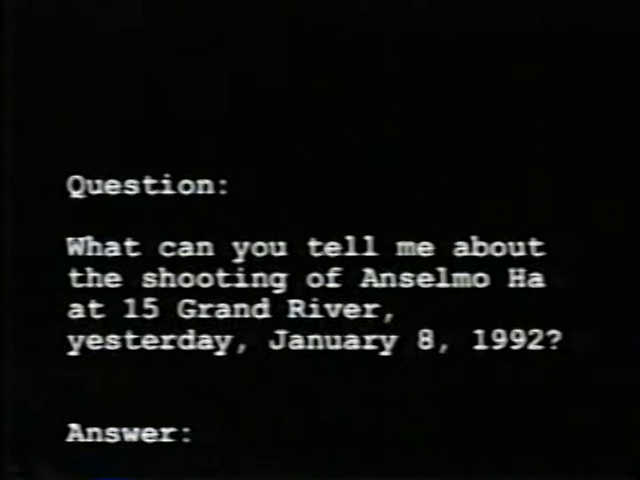 Question:
What can you tell me about
the shooting of Anselmo Ha
at 15 Grand River,
yesterday, January 8, 1992?
Answer: